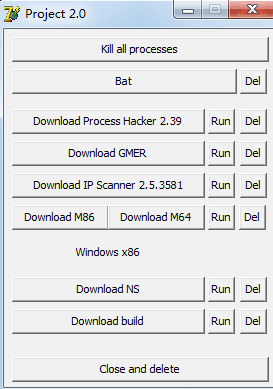 Project 2.0
Kill all processes
Bat Del
Download Process Hacker 2.39 Run Del
Download GMER Run Del
Download IP Scanner 2.5.3581 Run Del
Download M86 Download M64 Run Del
Windows x86
Download NS Run Del
Download build Run Del
Close and delete